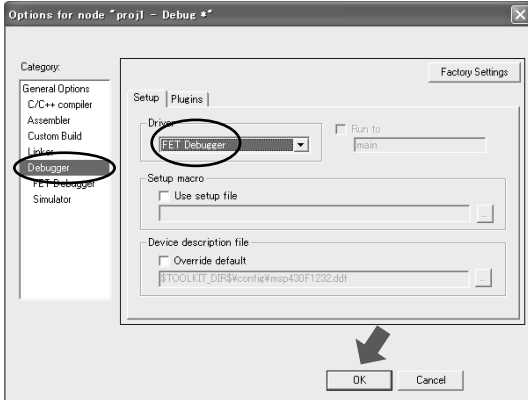 Options for node "proj1 - Debug *"
Category:
General Options
C/C++ compiler
Assembler
Custom Build
Linker
Debugger
FET Debugger
Simulator
Factory Settings
Setup
Plugins
Driver
FET Debugger
Run to
main
Setup macro
Use setup file
...
Device description file
Override default
$TOOLKIT_DIR$¥config¥msp430F1232.ddf
...
OK
Cancel